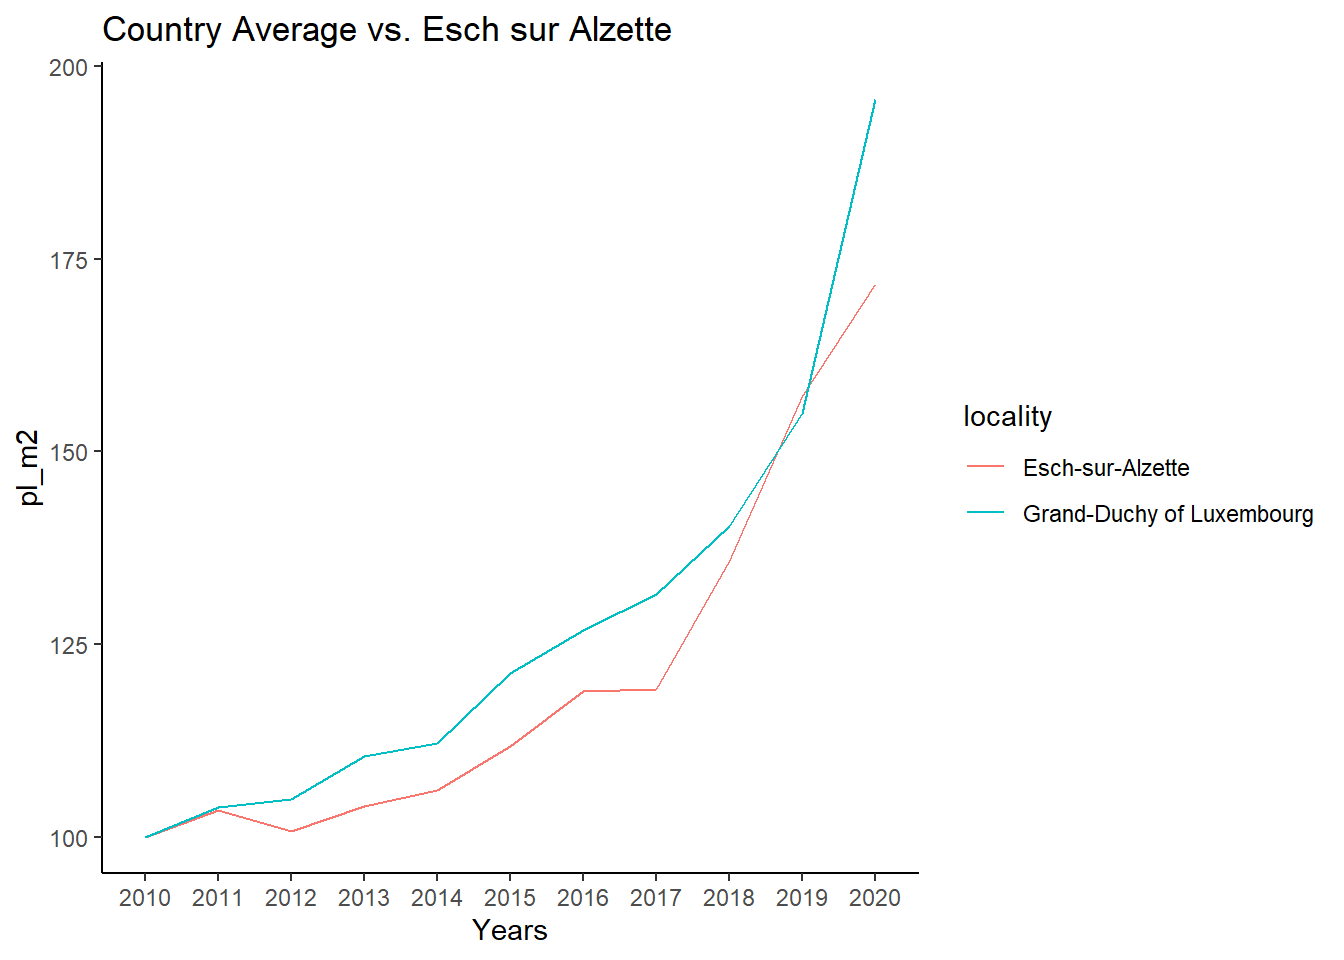 Country Average vs. Esch sur Alzette
200
175
150
125
100
pl_m2
2010 2011 2012 2013 2014 2015 2016 2017 2018 2019 2020
Years
locality
Esch-sur-Alzette
Grand-Duchy of Luxembourg